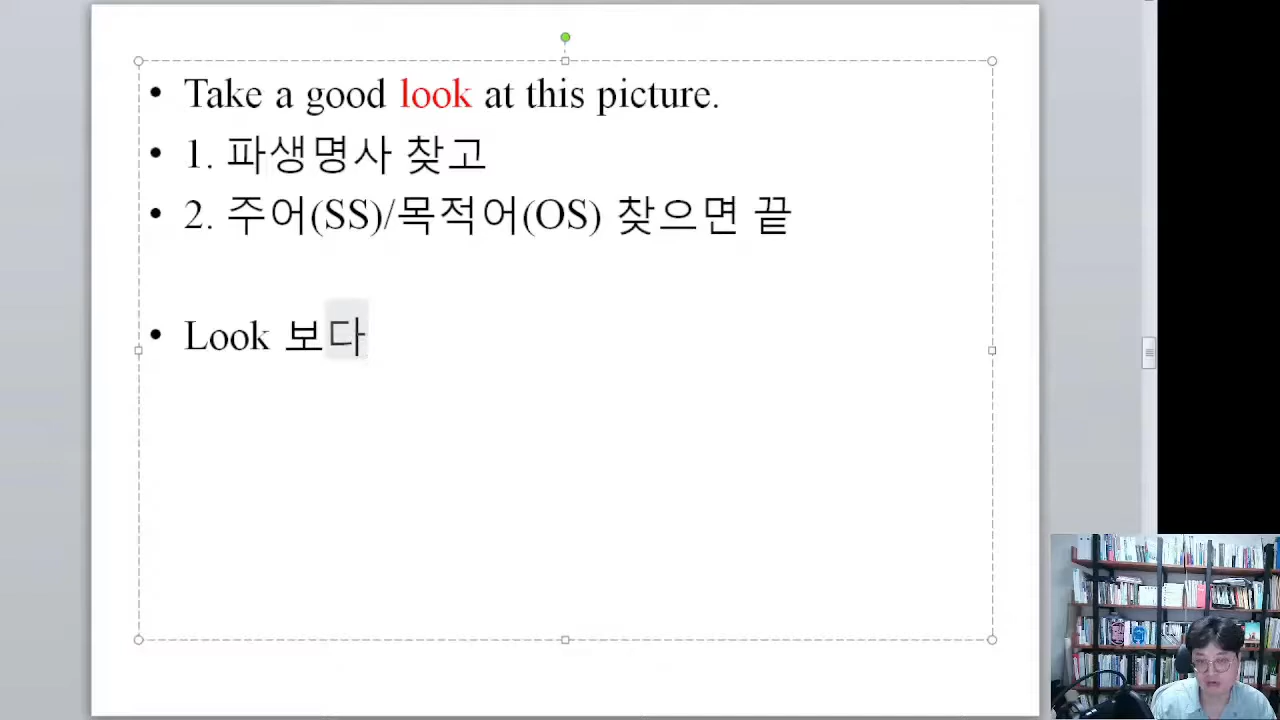 • Take a good look at this picture.
• 1. 파생명사 찾고
• 2. 주어(SS)/목적어(OS) 찾으면 끝
• Look 보다